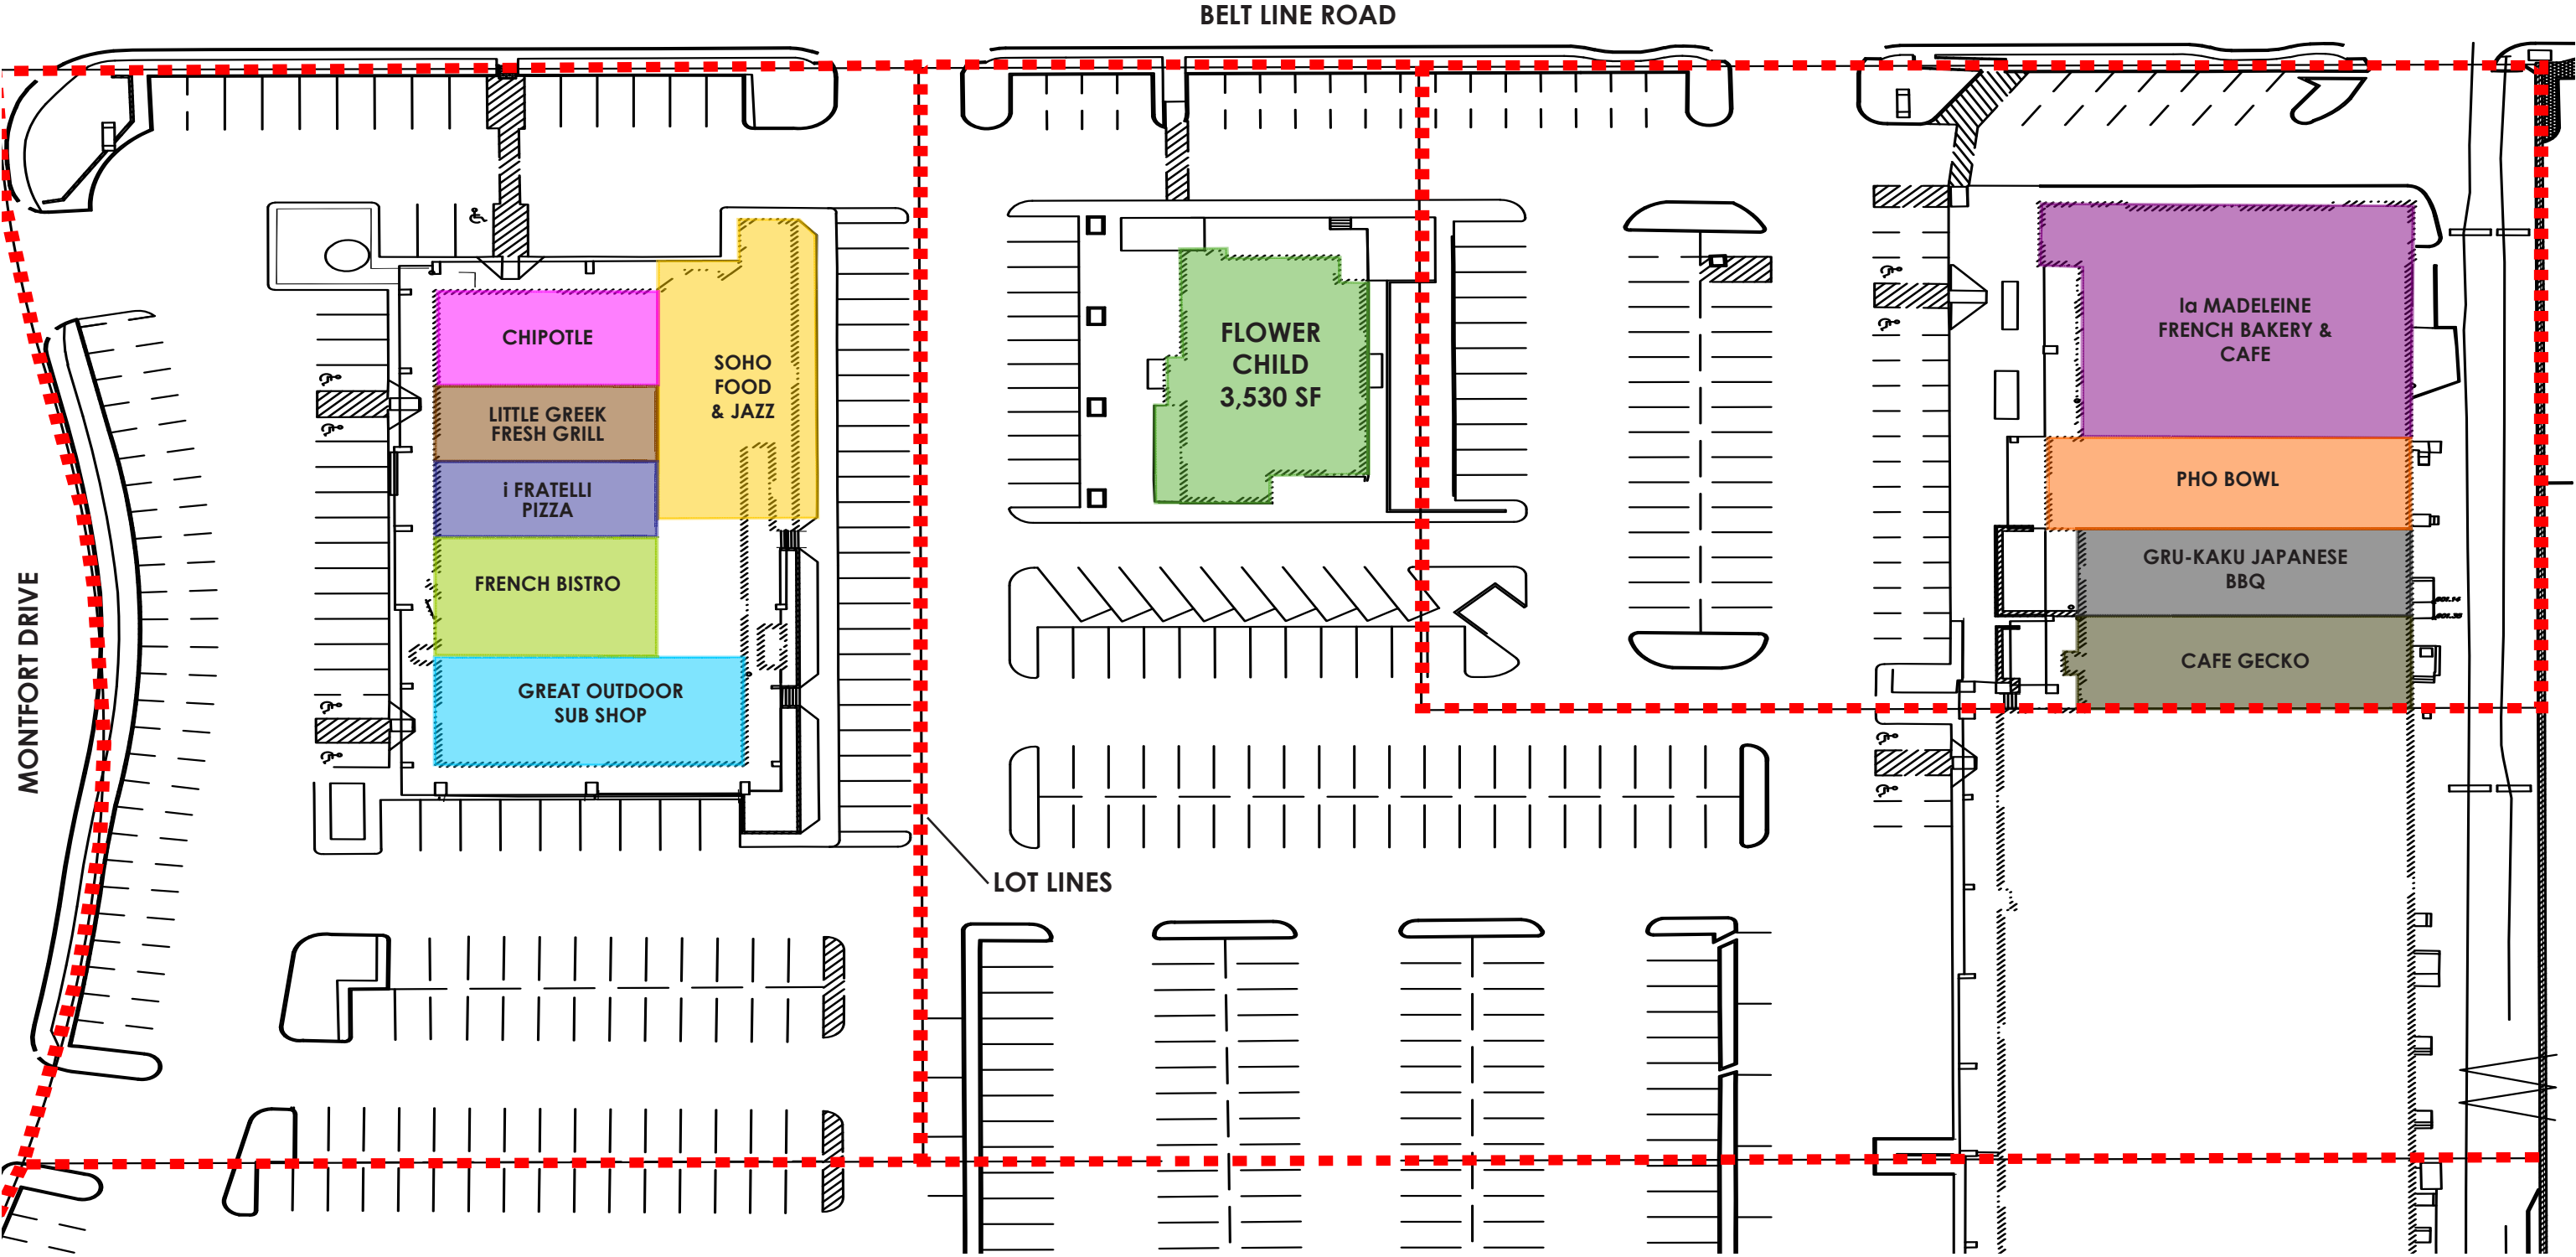 BELT LINE ROAD
MONTFORT DRIVE
CHIPOTLE
LITTLE GREEK
FRESH GRILL
i FRATELLI
PIZZA
FRENCH BISTRO
GREAT OUTDOOR
SUB SHOP
SOHO
FOOD
& JAZZ
FLOWER
CHILD
3,530 SF
LOT LINES
la MADELEINE
FRENCH BAKERY &
CAFE
PHO BOWL
GRU-KAKU JAPANESE
BBQ
CAFE GECKO